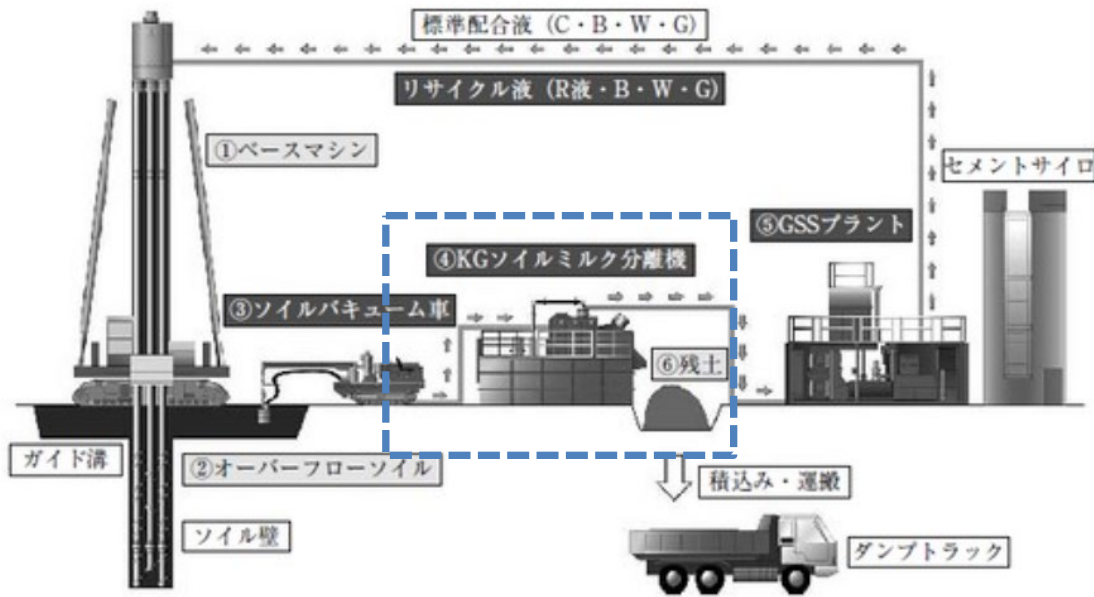 標準配合液 (C・B・W・G)
リサイクル液 (R液・B・W・G)
①ベースマシン
セメントサイロ
⑤GSSプラント
④KGソイルミルク分離機
③ソイルバキューム車
⑥残土
ガイド溝
②オーバーフローソイル
積込み・運搬
ソイル壁
ダンプトラック